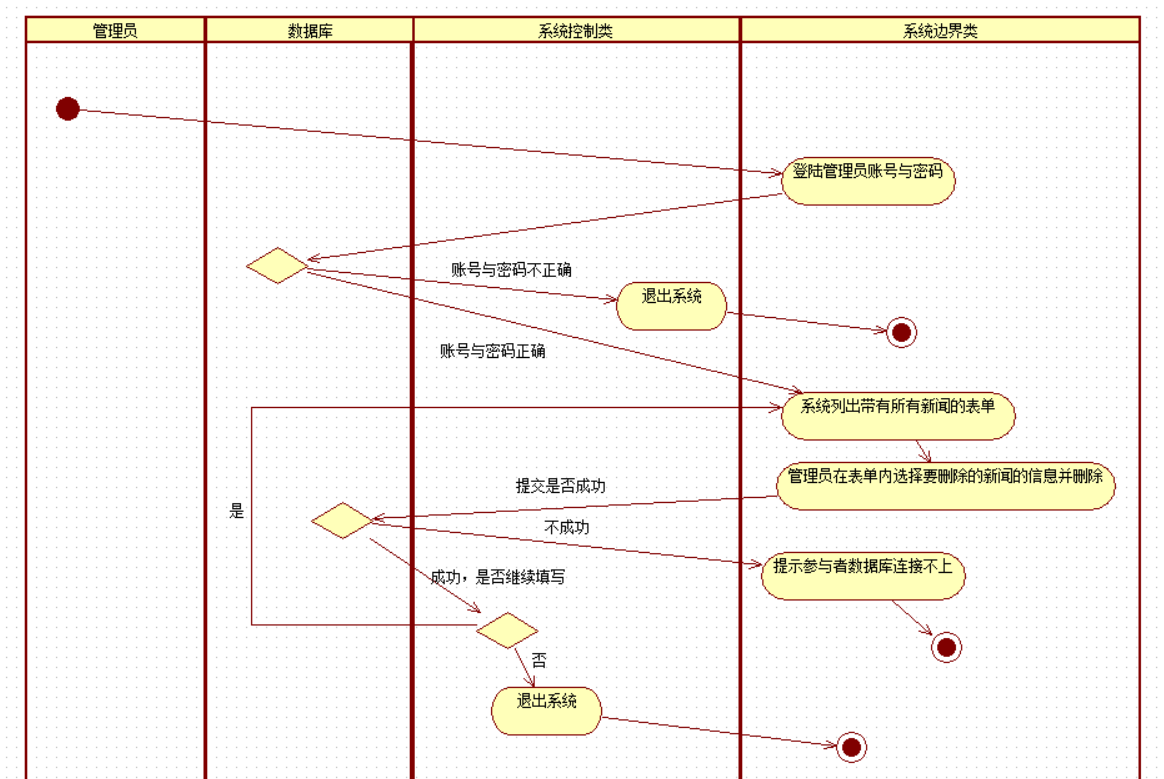 管理员
数据库
系统控制类
系统边界类
登陆管理员账号与密码
账号与密码不正确
退出系统
账号与密码正确
系统列出带有所有新闻的表单
管理员在表单内选择要删除的新闻的信息并删除
提交是否成功
是
不成功
提示参与者数据库连接不上
成功，是否继续填写
否
退出系统